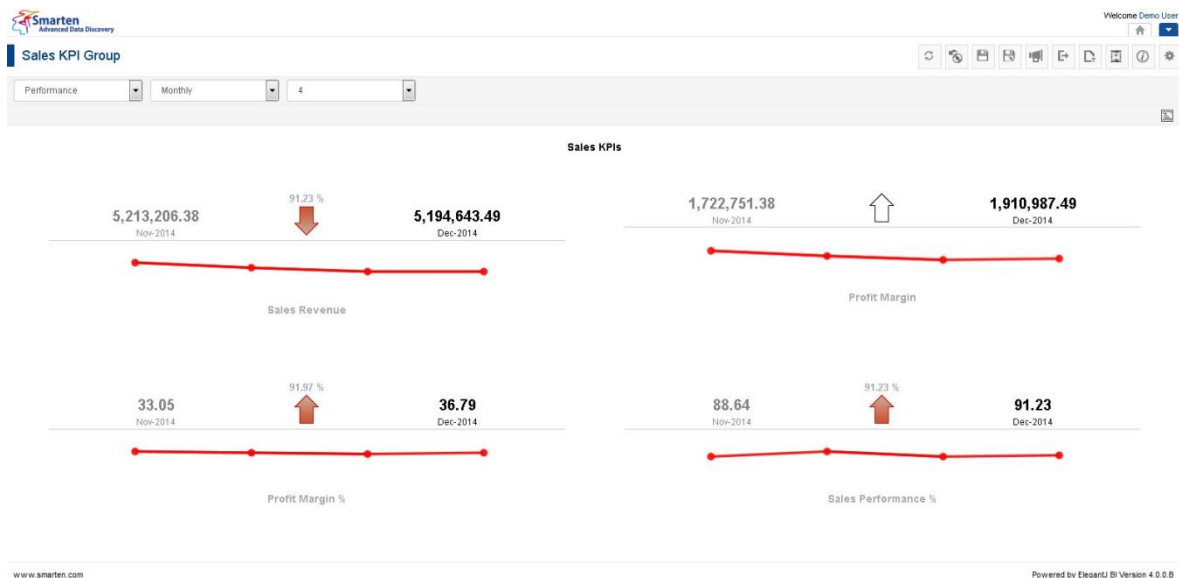 Smarten
Advanced Data Discovery
Welcome Demo User
Sales KPI Group
Performance
Monthly
4
Sales KPIs
5,213,206.38
Nov-2014
91.23 %
5,194,643.49
Dec-2014
Sales Revenue
1,722,751.38
Nov-2014
1,910,987.49
Dec-2014
Profit Margin
33.05
Nov-2014
91.97 %
36.79
Dec-2014
Profit Margin %
88.64
Nov-2014
91.23 %
91.23
Dec-2014
Sales Performance %
www.smarten.com
Powered by ElegantJ BI Version 4.0.0.B